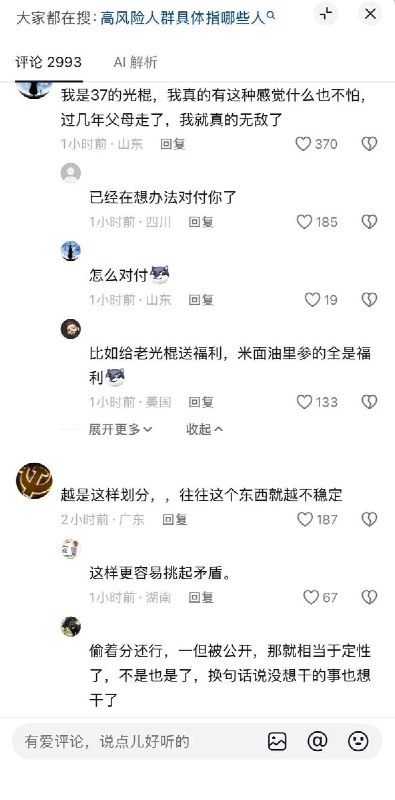 大家都在搜：高风险人群具体指哪些人
评论 2993
AI 解析
我是37的光棍，我真的有这种感觉什么也不怕，
过几年父母走了，我就真的无敌了
1小时前 · 山东 回复 370
已经在想办法对付你了
1小时前 · 四川 回复 185
怎么对付
1小时前 · 山东 回复 19
比如给老光棍送福利，米面油里参的全是福
利
1小时前 · 美国 回复 133
展开更多 收起
越是这样划分，，往往这个东西就越不稳定
2小时前 · 广东 回复 187
这样更容易挑起矛盾。
1小时前 · 湖南 回复 67
偷着分还行，一但被公开，那就相当于定性
了，不是也是了，换句话说没想干的事也想
干了
有爱评论，说点儿好听的